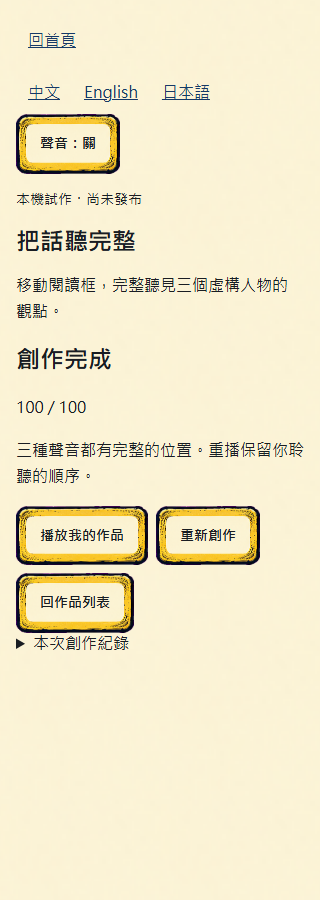 回首頁
中文 English 日本語
聲音：關
本機試作・尚未發布
把話聽完整
移動閱讀框，完整聽見三個虛構人物的
觀點。
創作完成
100 / 100
三種聲音都有完整的位置。重播保留你聆
聽的順序。
播放我的作品 重新創作
回作品列表
▶ 本次創作紀錄